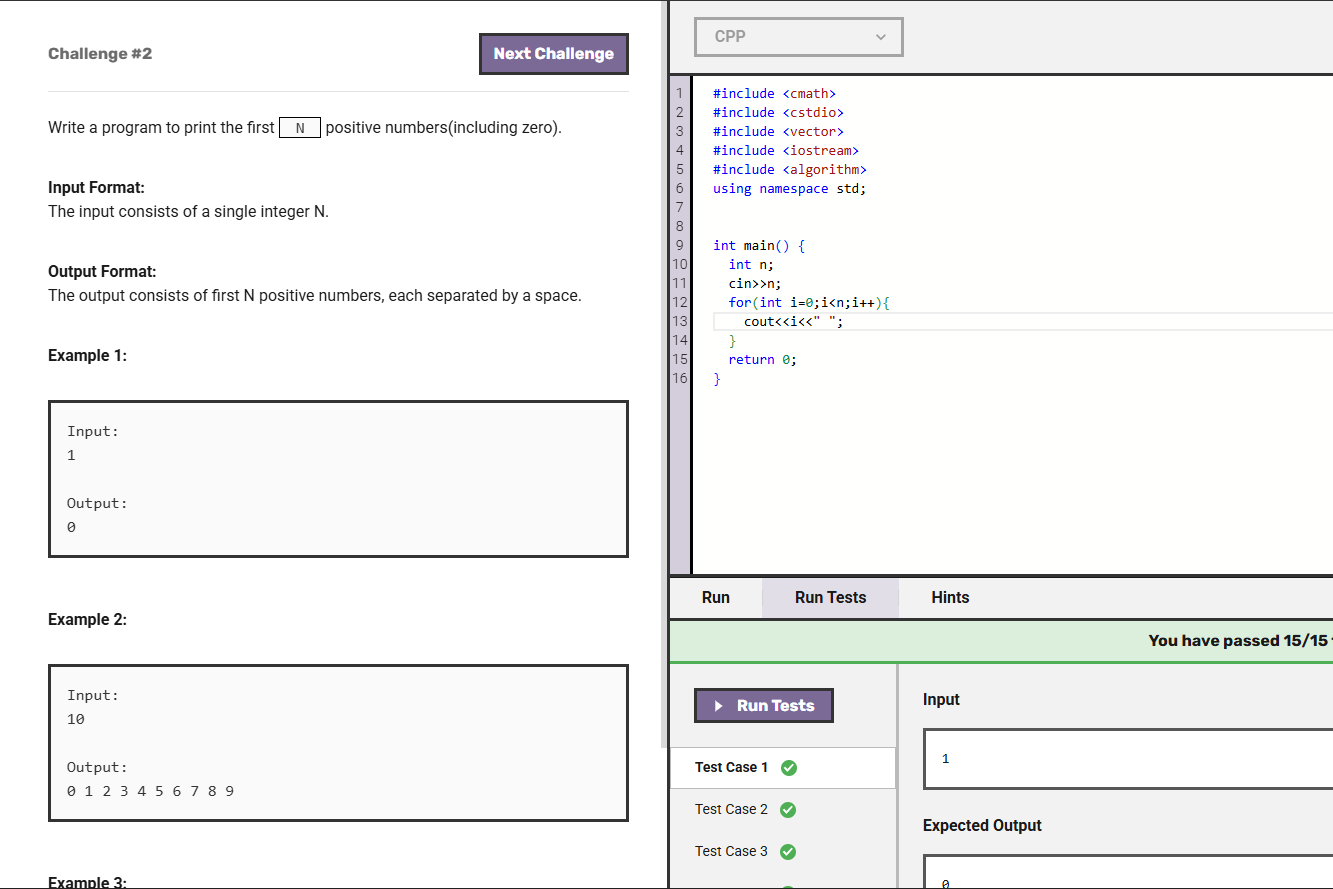 Challenge #2
Next Challenge
Write a program to print the first N positive numbers(including zero).
Input Format:
The input consists of a single integer N.
Output Format:
The output consists of first N positive numbers, each separated by a space.
Example 1:
Input:
1
Output:
0
Example 2:
Input:
10
Output:
0 1 2 3 4 5 6 7 8 9
Example 3:
CPP
1 #include <cmath>
2 #include <cstdio>
3 #include <vector>
4 #include <iostream>
5 #include <algorithm>
6 using namespace std;
7
8
9 int main() {
10 int n;
11 cin>>n;
12 for(int i=0;i<n;i++){
13 cout<<i<<" ";
14 }
15 return 0;
16 }
Run
Run Tests
Hints
You have passed 15/15
Run Tests
Test Case 1
Test Case 2
Test Case 3
Input
1
Expected Output
0